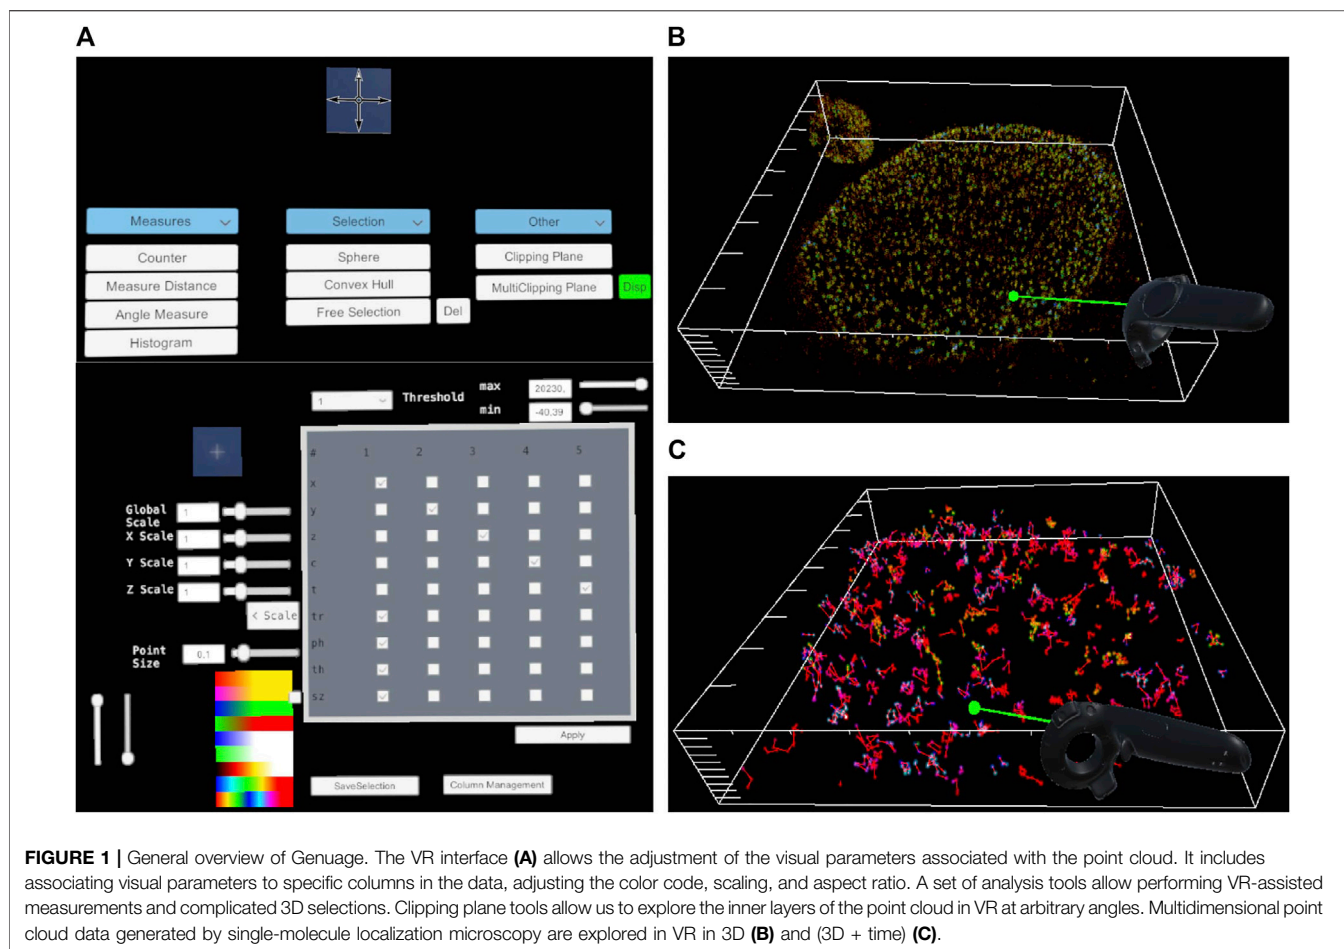 A
B
Measures
Selection
Other
Counter
Sphere
Clipping Plane
Measure Distance
Convex Hull
MultiClipping Plane
Disp
Angle Measure
Free Selection
Del
Histogram
1
Threshold
max
20230,
min
-40,39
# 1 2 3 4 5
x
y
z
c
t
tr
ph
th
sz
Global
Scale
1
X Scale
1
Y Scale
1
Z Scale
1
< Scale
Point
Size
0.1
Apply
SaveSelection
Column Management
C
FIGURE 1 | General overview of Genuage. The VR interface (A) allows the adjustment of the visual parameters associated with the point cloud. It includes
associating visual parameters to specific columns in the data, adjusting the color code, scaling, and aspect ratio. A set of analysis tools allow performing VR-assisted
measurements and complicated 3D selections. Clipping plane tools allow us to explore the inner layers of the point cloud in VR at arbitrary angles. Multidimensional point
cloud data generated by single-molecule localization microscopy are explored in VR in 3D (B) and (3D + time) (C).